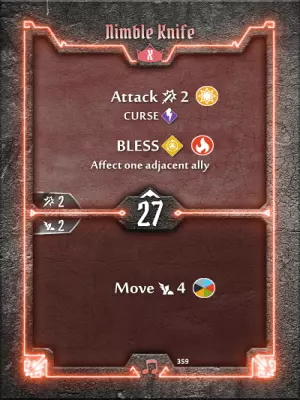 Nimble Knife
X
Attack 2
CURSE
BLESS
Affect one adjacent ally
2
27
2
Move 4
359